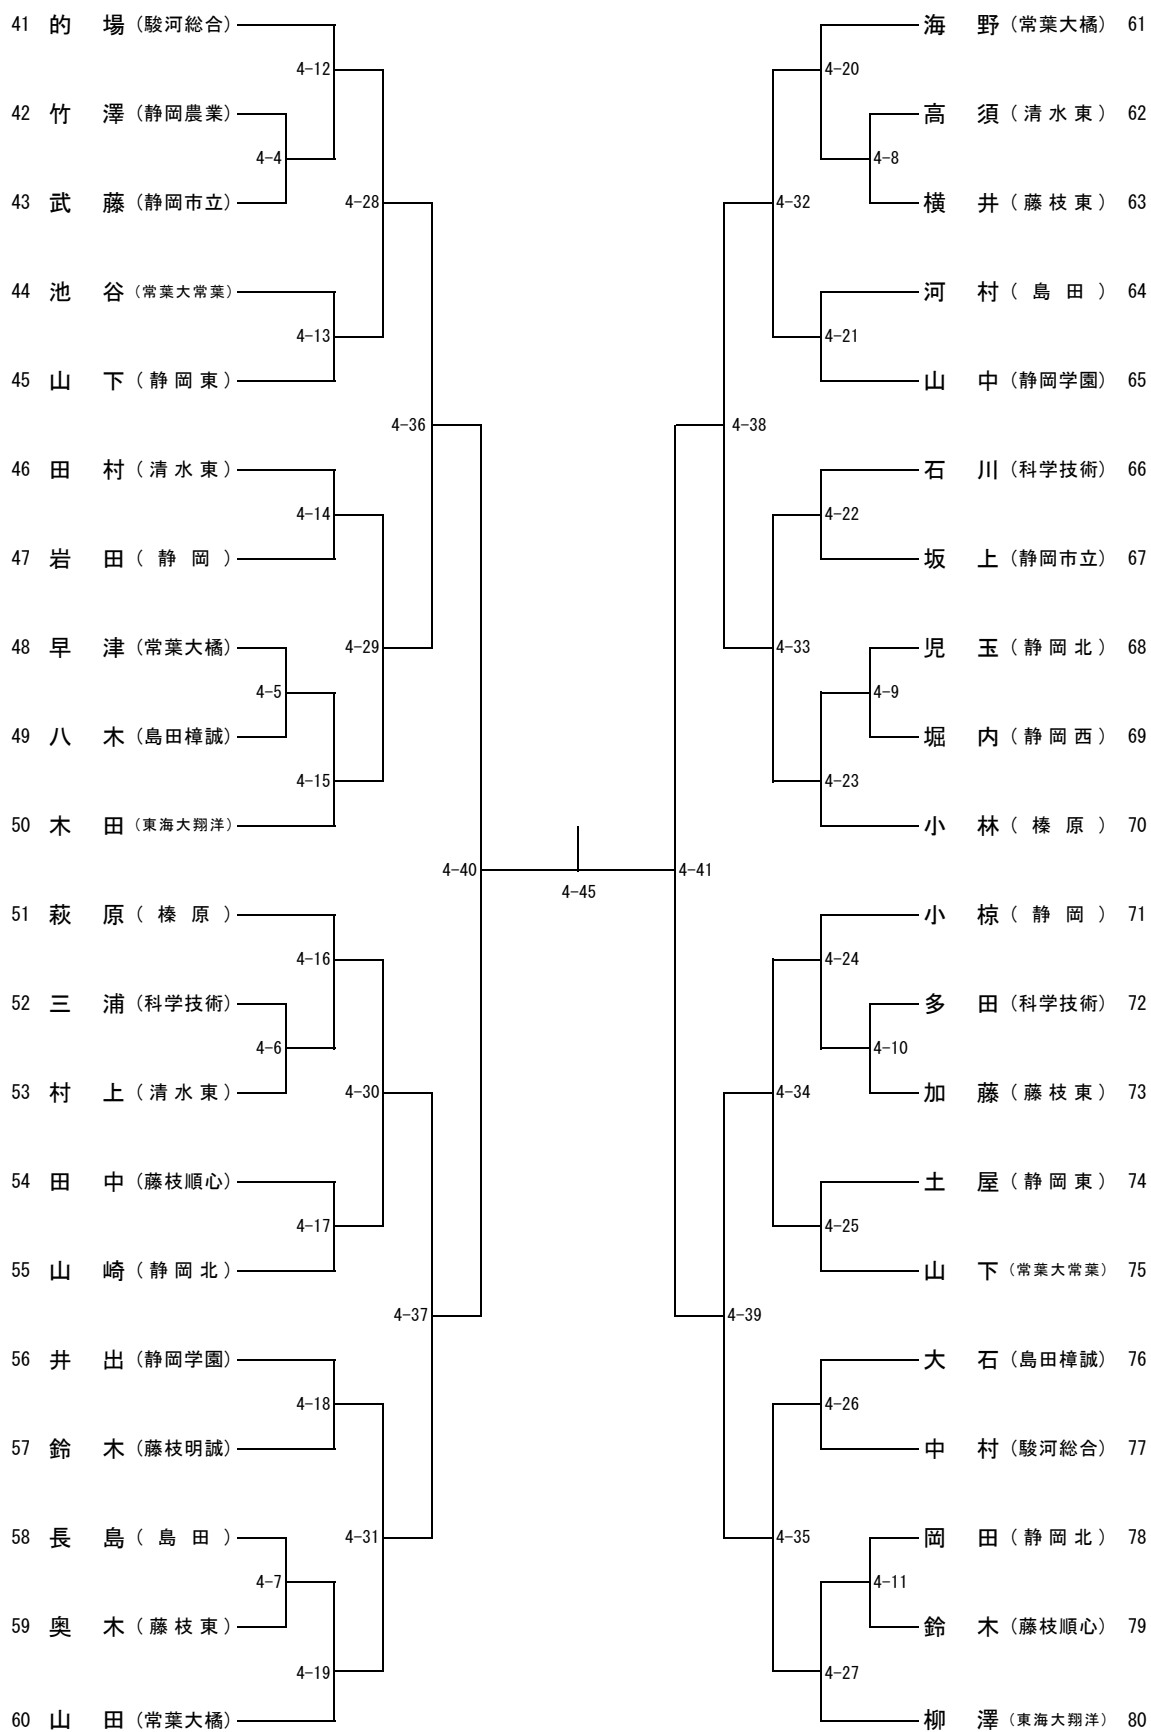 41 的 場 (駿河総合) 海 野 (常葉大橘) 61
4-12 4-20
42 竹 澤 (静岡農業) 高 須 (清水東) 62
4-4 4-8
43 武 藤 (静岡市立) 4-28 4-32 横 井 (藤枝東) 63
44 池 谷 (常葉大常葉) 河 村 (島田) 64
4-13 4-21
45 山 下 (静岡東) 山 中 (静岡学園) 65
4-36 4-38
46 田 村 (清水東) 石 川 (科学技術) 66
4-14 4-22
47 岩 田 (静岡) 坂 上 (静岡市立) 67
48 早 津 (常葉大橘) 4-29 4-33 児 玉 (静岡北) 68
4-5 4-9
49 八 木 (島田樟誠) 堀 内 (静岡西) 69
4-15 4-23
50 木 田 (東海大翔洋) 小 林 (榛原) 70
4-40 4-41
4-45
51 萩 原 (榛原) 小 椋 (静岡) 71
4-16 4-24
52 三 浦 (科学技術) 多 田 (科学技術) 72
4-6 4-10
53 村 上 (清水東) 4-30 4-34 加 藤 (藤枝東) 73
54 田 中 (藤枝順心) 土 屋 (静岡東) 74
4-17 4-25
55 山 崎 (静岡北) 山 下 (常葉大常葉) 75
4-37 4-39
56 井 出 (静岡学園) 大 石 (島田樟誠) 76
4-18 4-26
57 鈴 木 (藤枝明誠) 中 村 (駿河総合) 77
58 長 島 (島田) 4-31 4-35 岡 田 (静岡北) 78
4-7 4-11
59 奥 木 (藤枝東) 鈴 木 (藤枝順心) 79
4-19 4-27
60 山 田 (常葉大橘) 柳 澤 (東海大翔洋) 80